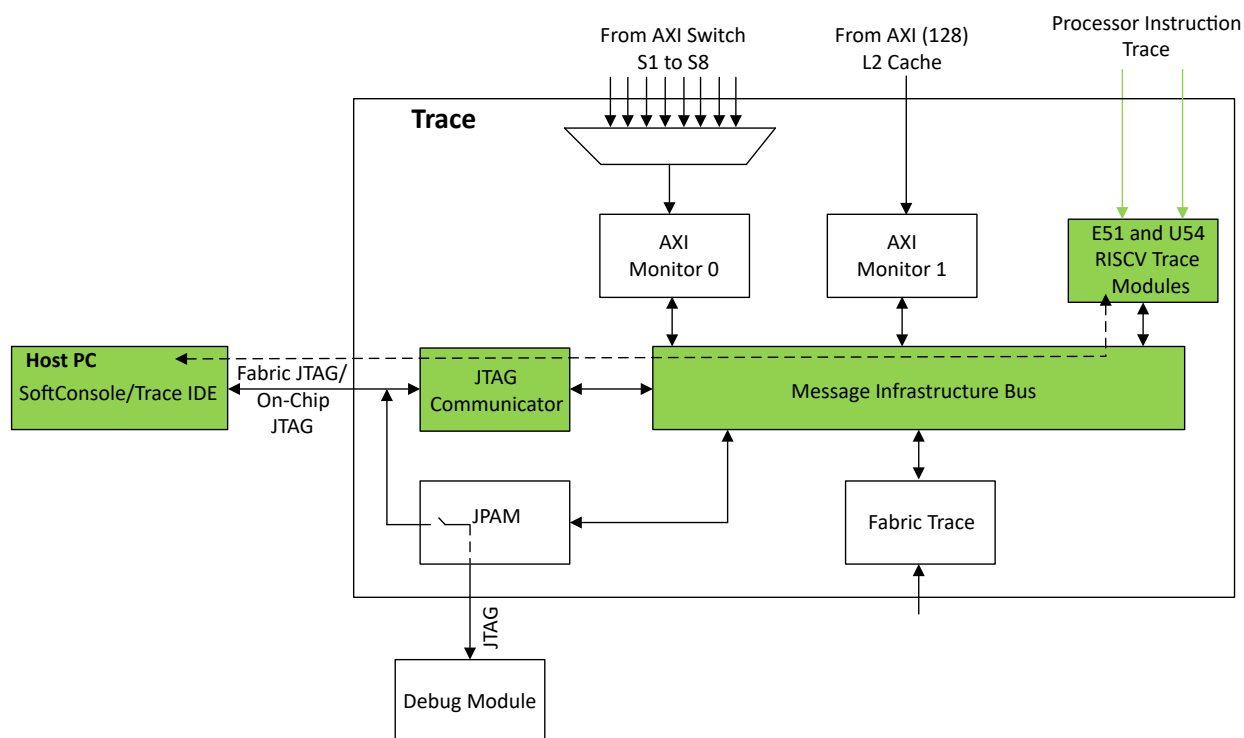 From AXI Switch
S1 to S8
From AXI (128)
L2 Cache
Processor Instruction
Trace
Trace
AXI
Monitor 0
AXI
Monitor 1
E51 and U54
RISCV Trace
Modules
Host PC
SoftConsole/Trace IDE
Fabric JTAG/
On-Chip
JTAG
JTAG
Communicator
Message Infrastructure Bus
JPAM
Fabric Trace
JTAG
Debug Module